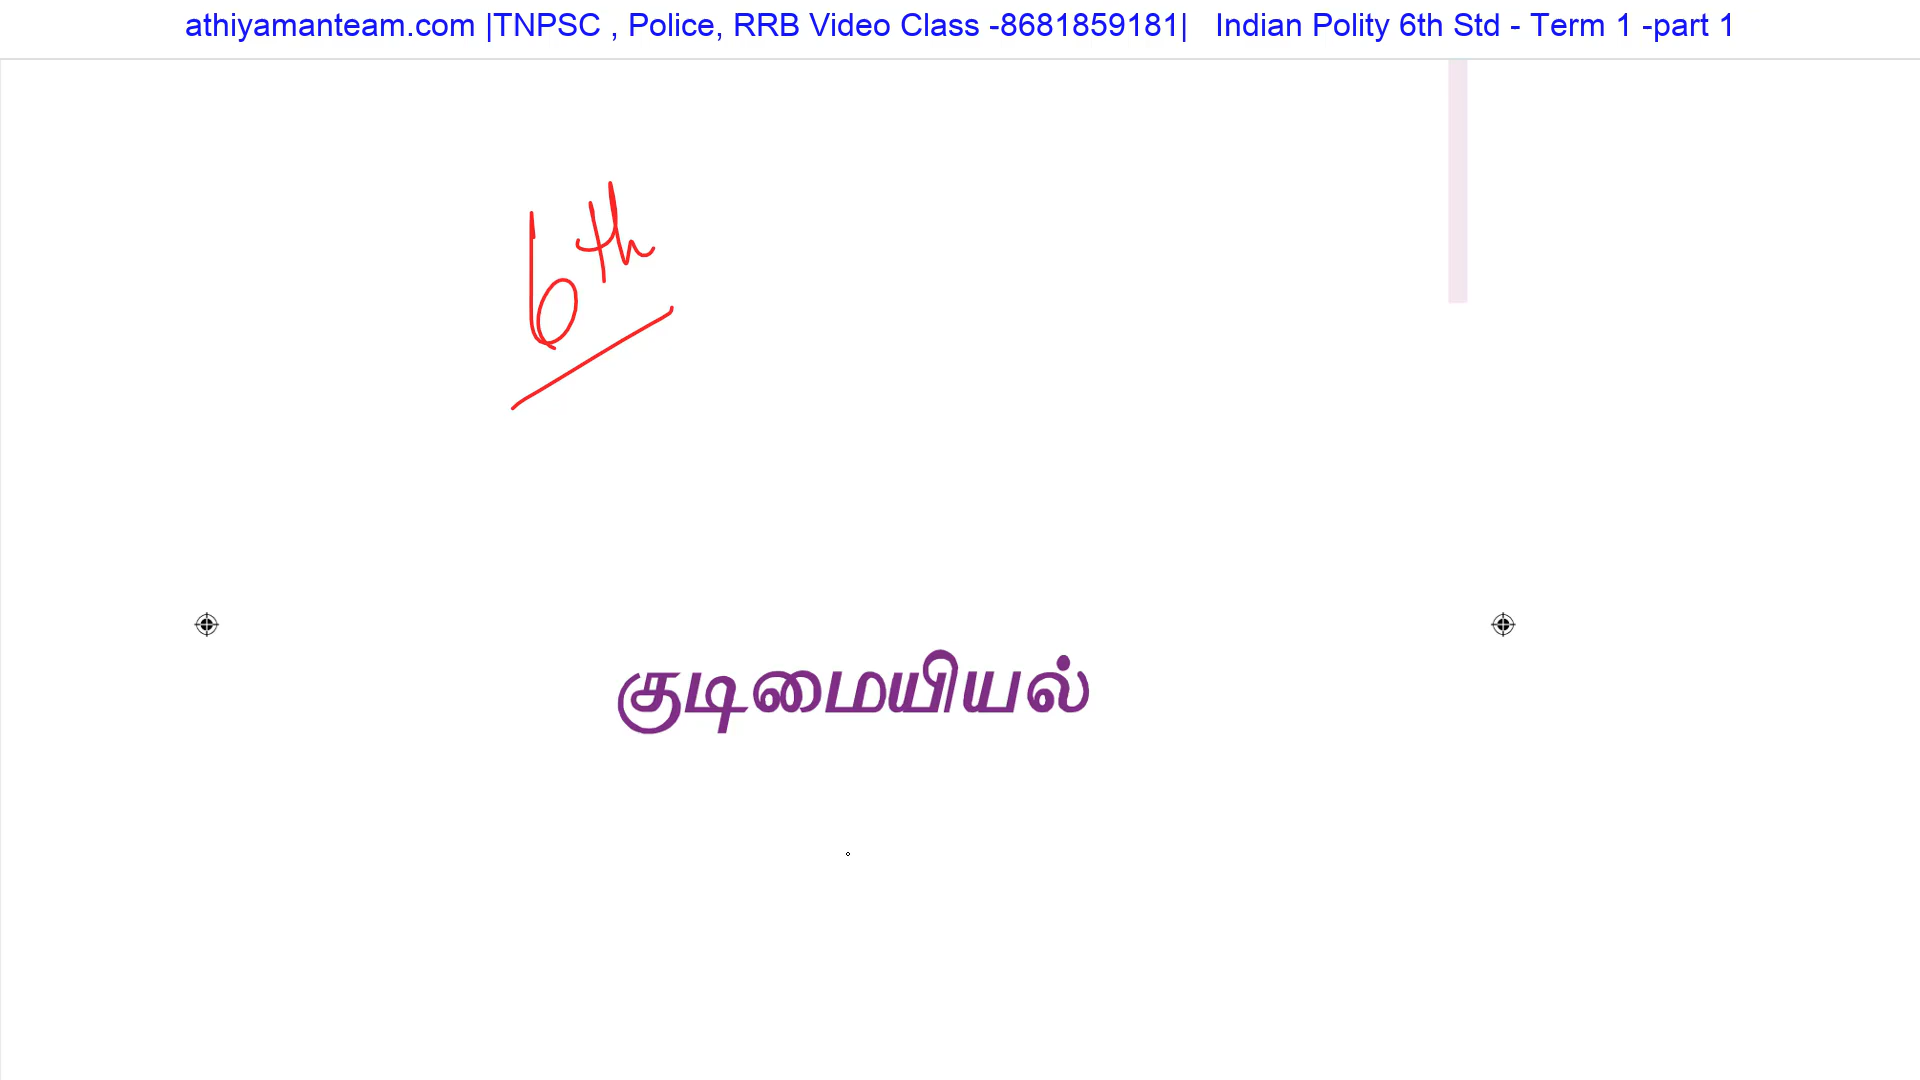 athiyamanteam.com |TNPSC , Police, RRB Video Class -8681859181|   Indian Polity 6th Std - Term 1 -part 1
6th
குடிமையியல்